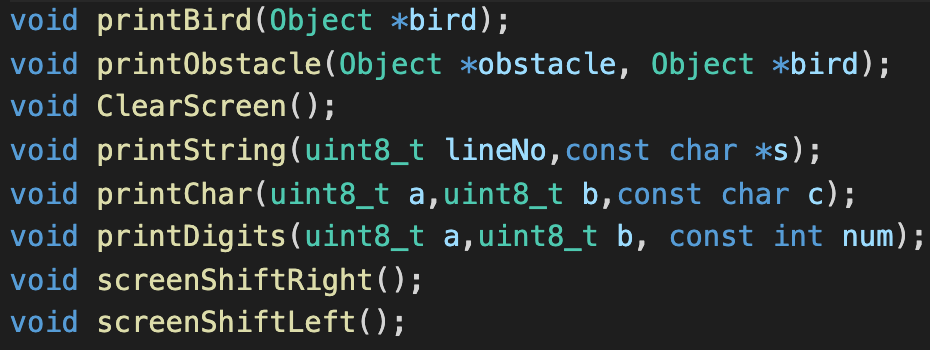 void printBird(Object *bird);
void printObstacle(Object *obstacle, Object *bird);
void ClearScreen();
void printString(uint8_t lineNo,const char *s);
void printChar(uint8_t a,uint8_t b,const char c);
void printDigits(uint8_t a,uint8_t b, const int num);
void screenShiftRight();
void screenShiftLeft();